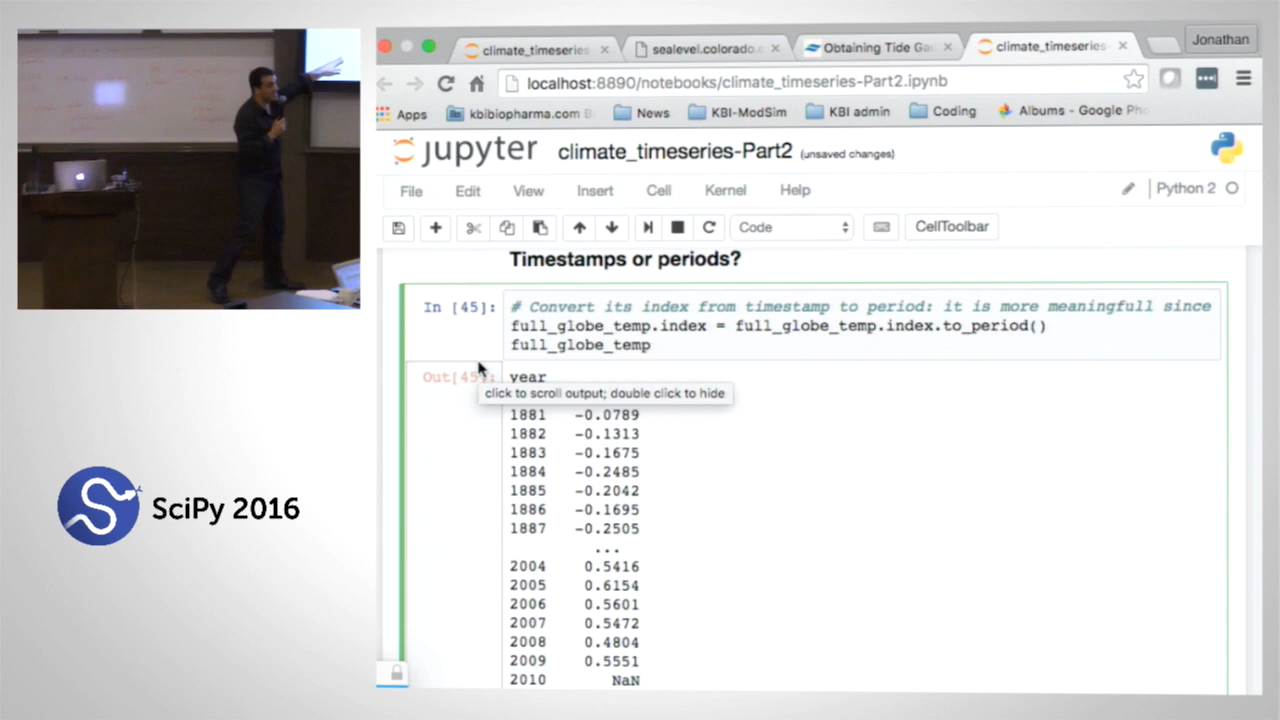 climate_timeseries
sealevel.colorado.
Obtaining Tide Ga
climate_timeseries-
Jonathan
localhost:8890/notebooks/climate_timeseries-Part2.ipynb
Apps
kbibiopharma.com
News
KBI-ModSim
KBI admin
Coding
Albums - Google Pho
jupyter
climate_timeseries-Part2 (unsaved changes)
File Edit View Insert Cell Kernel Help
Python 2
Code
CellToolbar
Timestamps or periods?
In [45]: # Convert its index from timestamp to period: it is more meaningfull since
full_globe_temp.index = full_globe_temp.index.to_period()
full_globe_temp
Out[45]: year
click to scroll output; double click to hide
1881 -0.0789
1882 -0.1313
1883 -0.1675
1884 -0.2485
1885 -0.2042
1886 -0.1695
1887 -0.2505
...
2004 0.5416
2005 0.6154
2006 0.5601
2007 0.5472
2008 0.4804
2009 0.5551
2010 NaN
SciPy 2016